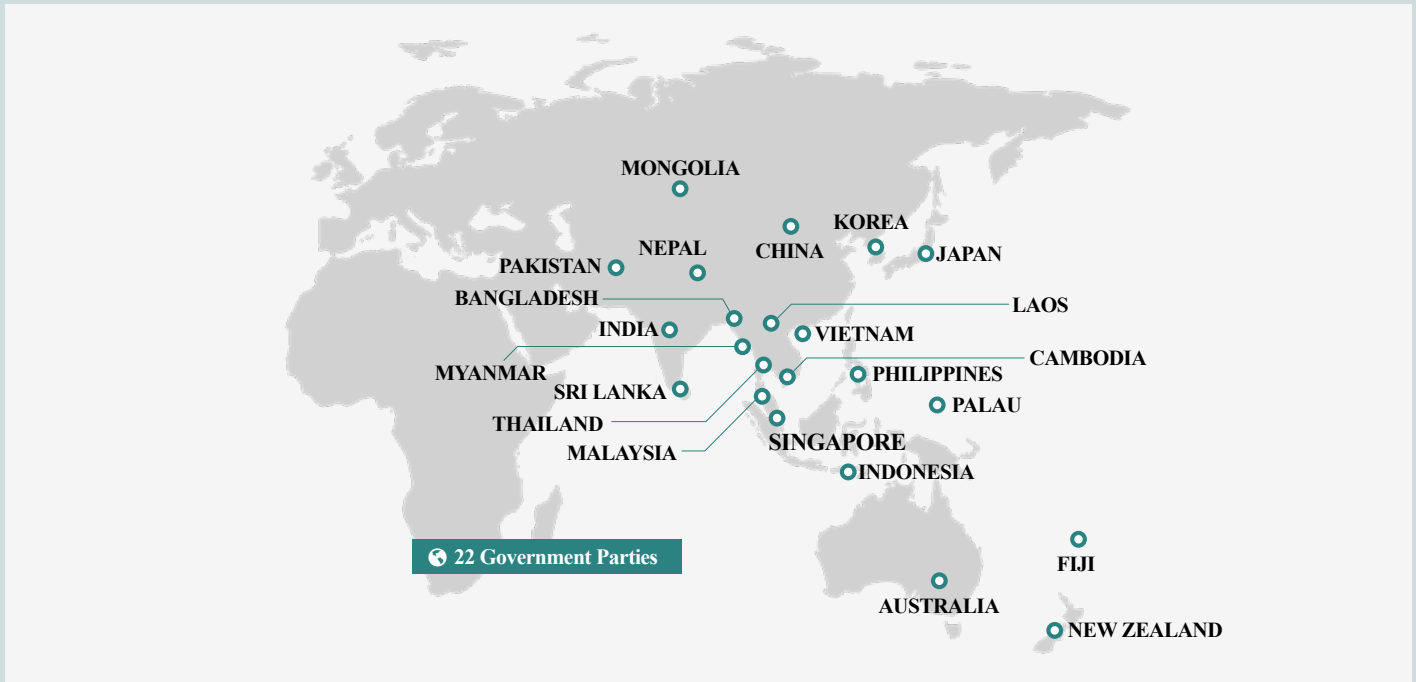 MONGOLIA
KOREA
NEPAL
CHINA
JAPAN
PAKISTAN
BANGLADESH
LAOS
INDIA
VIETNAM
CAMBODIA
MYANMAR
PHILIPPINES
SRI LANKA
PALAU
THAILAND
SINGAPORE
MALAYSIA
INDONESIA
22 Government Parties
FIJI
AUSTRALIA
NEW ZEALAND